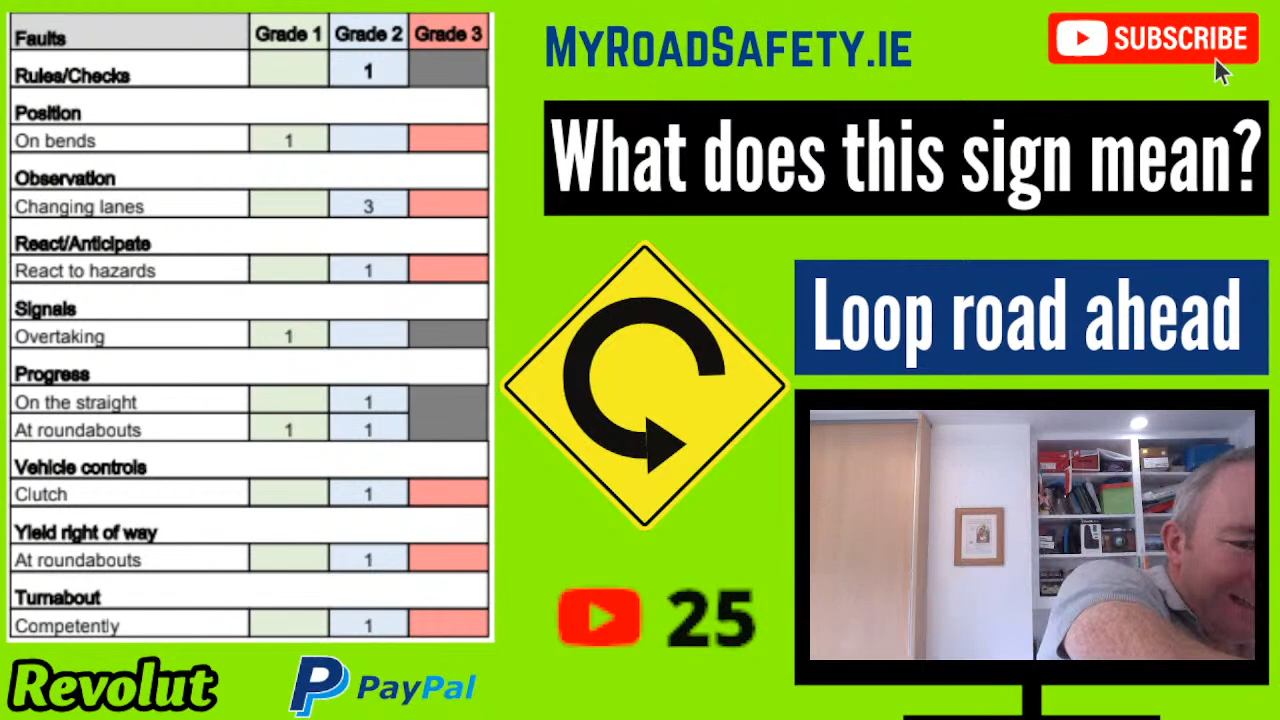 Faults Grade 1 Grade 2 Grade 3
Rules/Checks 1
Position
On bends 1
Observation
Changing lanes 3
React/Anticipate
React to hazards 1
Signals
Overtaking 1
Progress
On the straight 1
At roundabouts 1 1
Vehicle controls
Clutch 1
Yield right of way
At roundabouts 1
Turnabout
Competently 1
Revolut
PayPal
MyRoadSafety.ie
SUBSCRIBE
What does this sign mean?
Loop road ahead
25